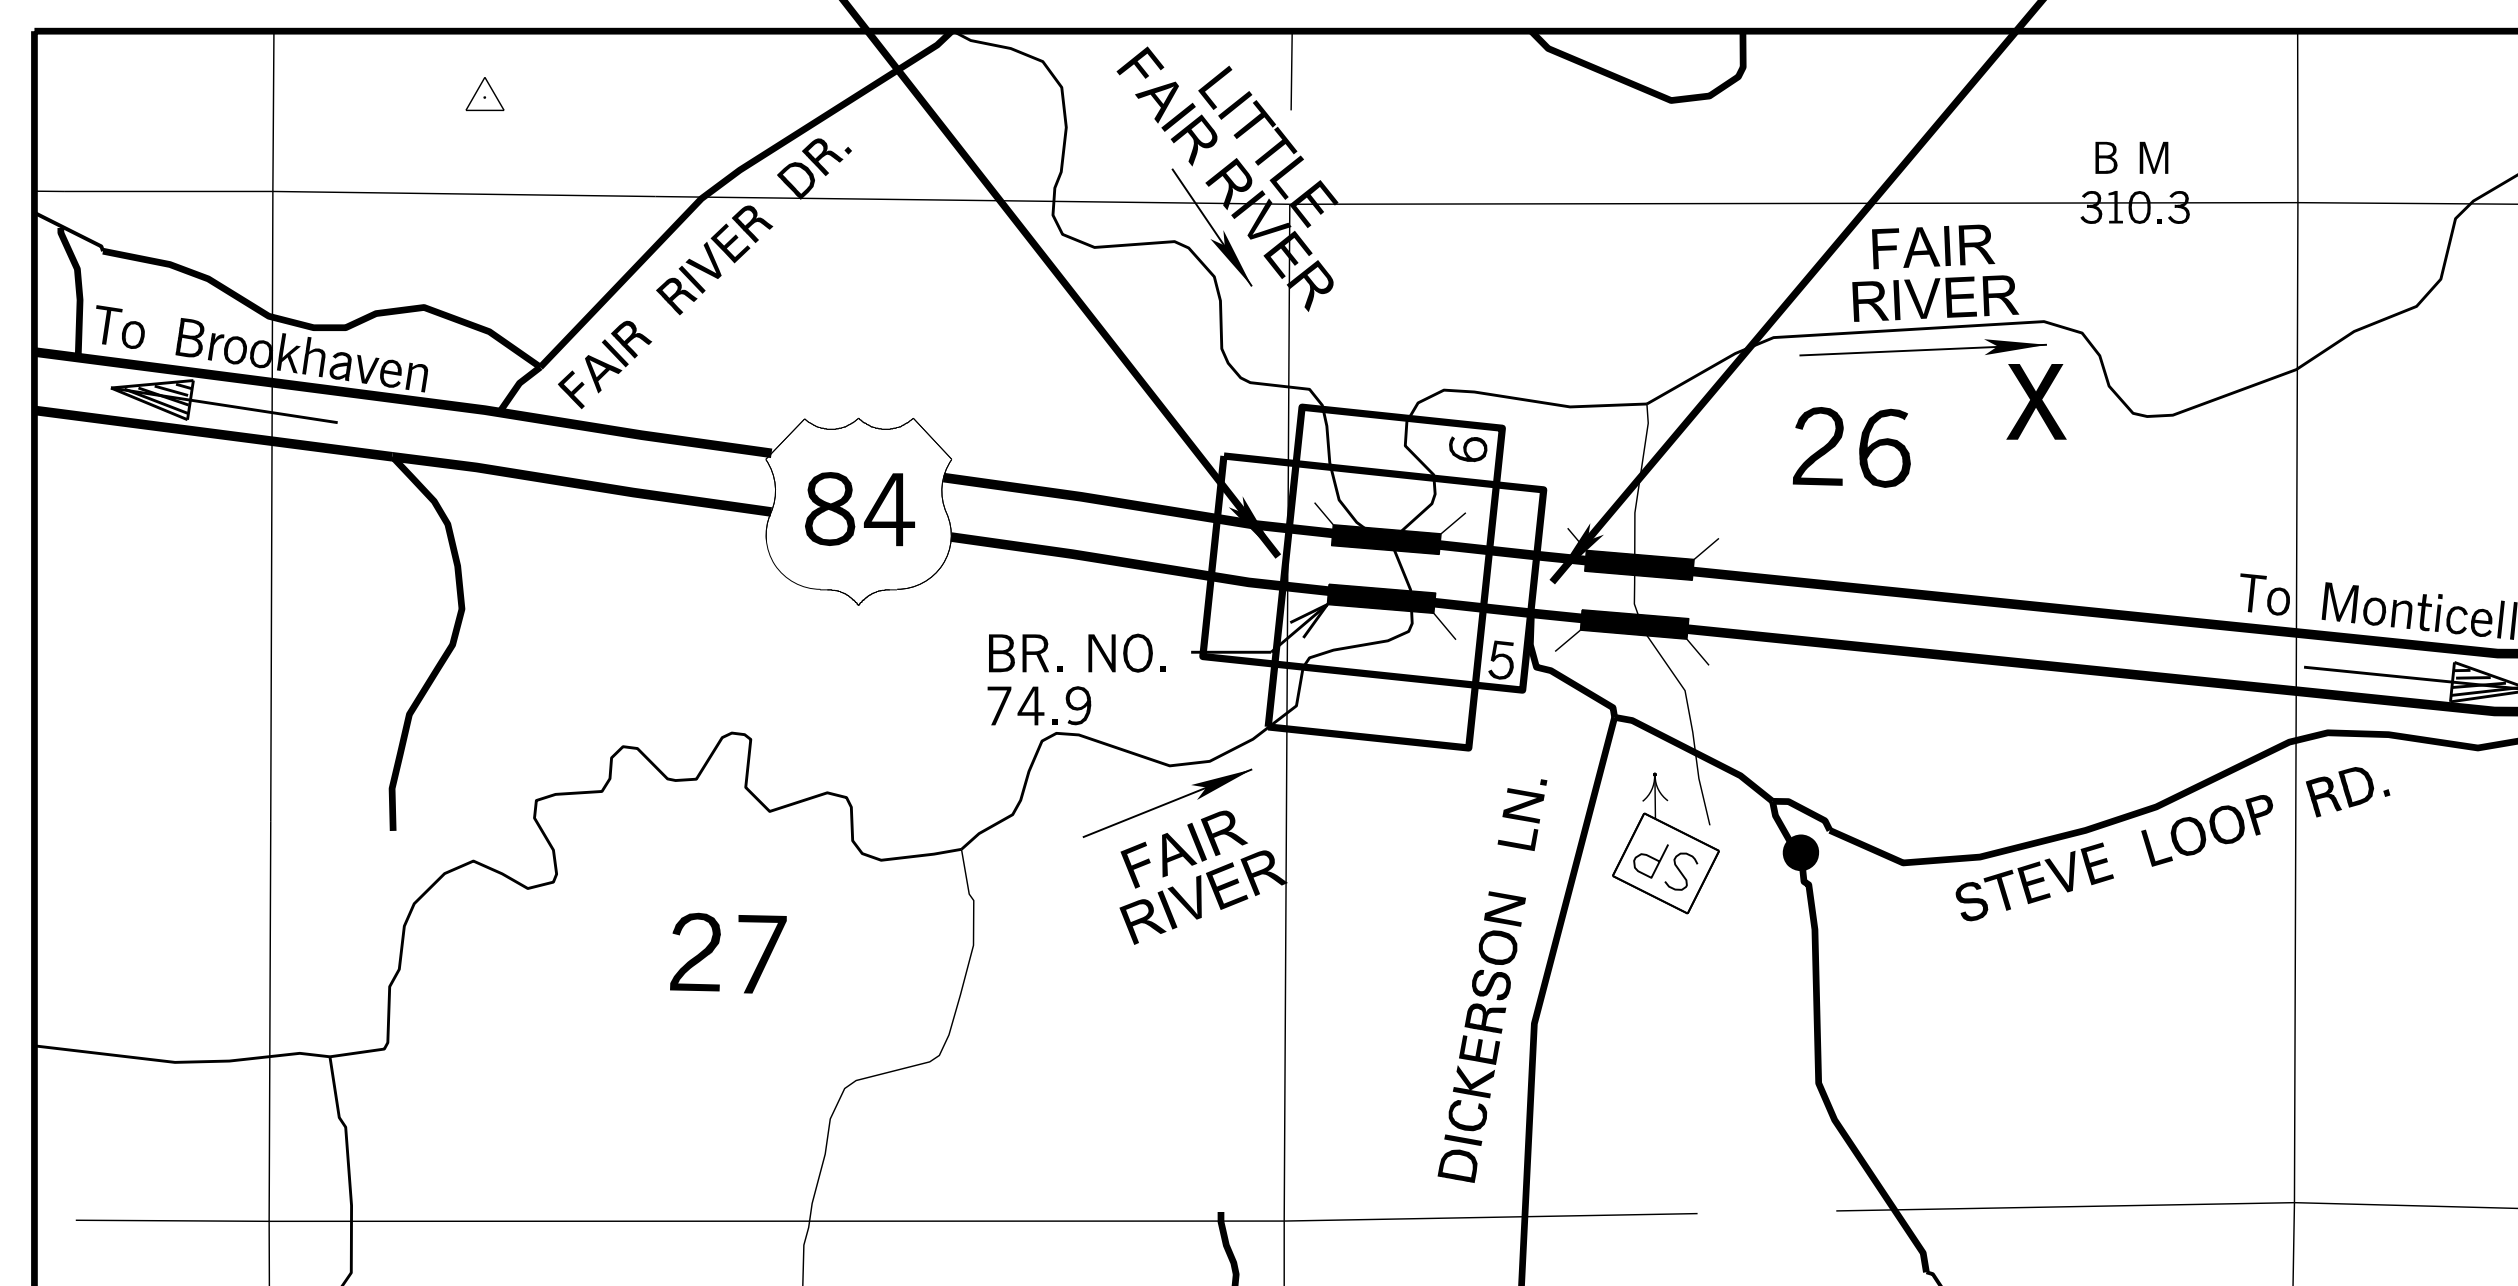 LITTLE
FAIR RIVER
FAIR RIVER DR.
B M
310.3
FAIR
RIVER
X
26
To Brookhaven
84
6
5
To Monticell
BR. NO.
74.9
FAIR
RIVER
27
DICKERSON LN.
PS
STEVE LOOP RD.